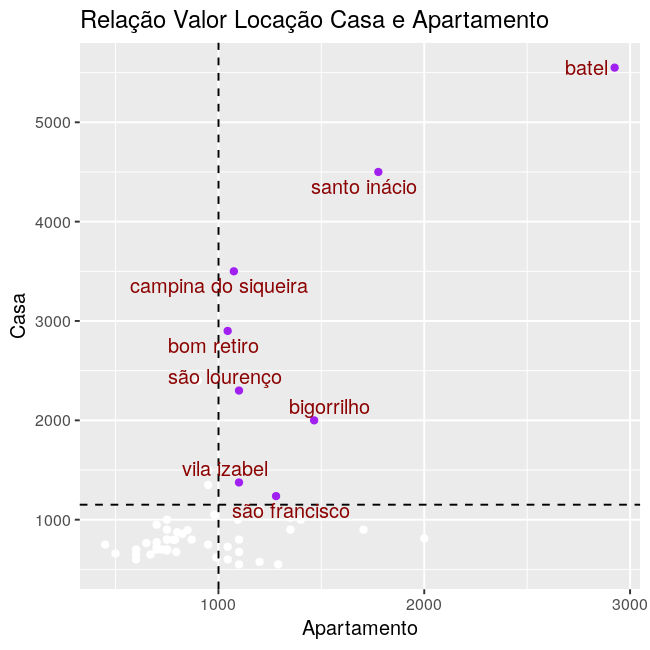 Relação Valor Locação Casa e Apartamento
batel
5000
santo inácio
4000
campina do siqueira
3000
bom retiro
são lourenço
bigorrilho
2000
vila izabel
são francisco
1000
Casa
1000 2000 3000
Apartamento